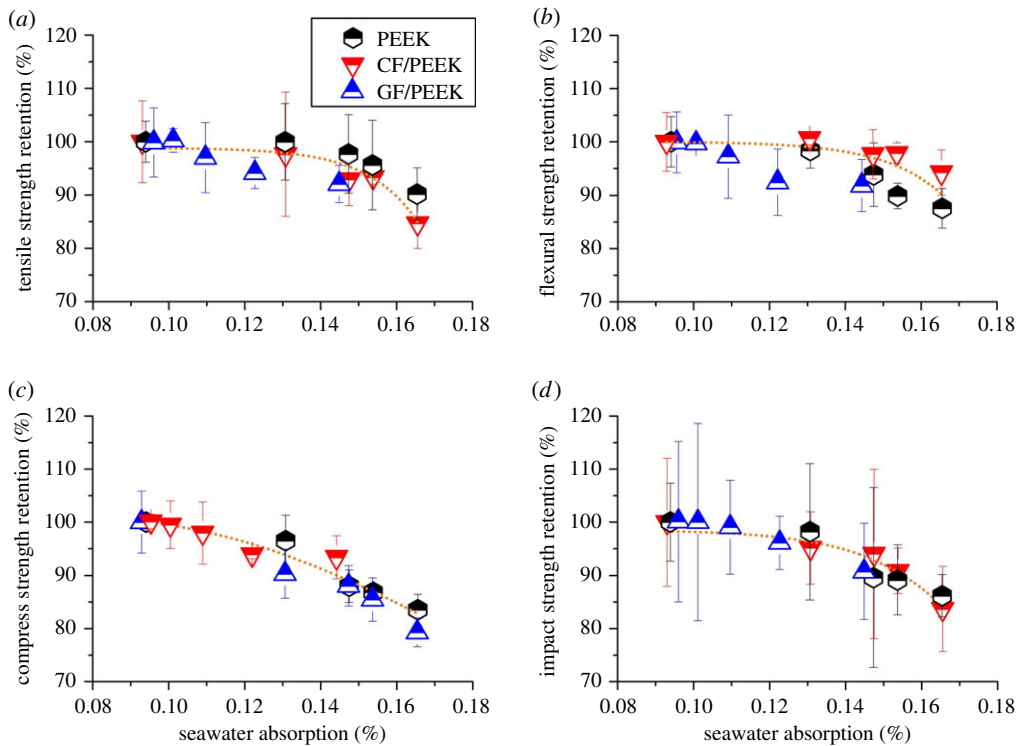 (a)
(b)
120
110
100
90
80
70
tensile strength retention (%)
PEEK
CF/PEEK
GF/PEEK
0.08 0.10 0.12 0.14 0.16 0.18
120
110
100
90
80
70
flexural strength retention (%)
0.08 0.10 0.12 0.14 0.16 0.18
(c)
(d)
120
110
100
90
80
70
compress strength retention (%)
0.08 0.10 0.12 0.14 0.16 0.18
seawater absorption (%)
120
110
100
90
80
70
impact strength retention (%)
0.08 0.10 0.12 0.14 0.16 0.18
seawater absorption (%)